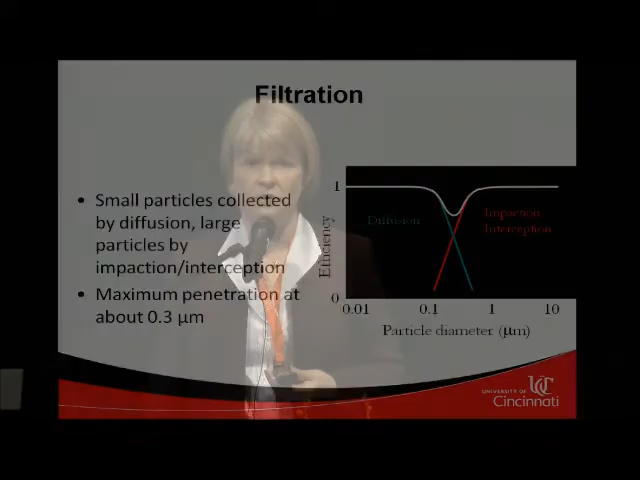 Filtration
• Small particles collected
by diffusion, large
particles by
impaction/interception
• Maximum penetration at
about 0.3 μm
1
Diffusion
Impaction
Interception
Efficiency
0
0.01 0.1 1 10
Particle diameter (μm)
UNIVERSITY OF
UC
Cincinnati